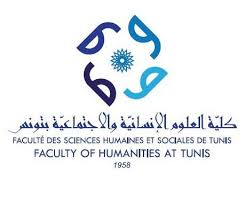 كلية العلوم الإنسانية والاجتماعية بتونس
FACULTÉ DES SCIENCES HUMAINES ET SOCIALES DE TUNIS
FACULTY OF HUMANITIES AT TUNIS
1958